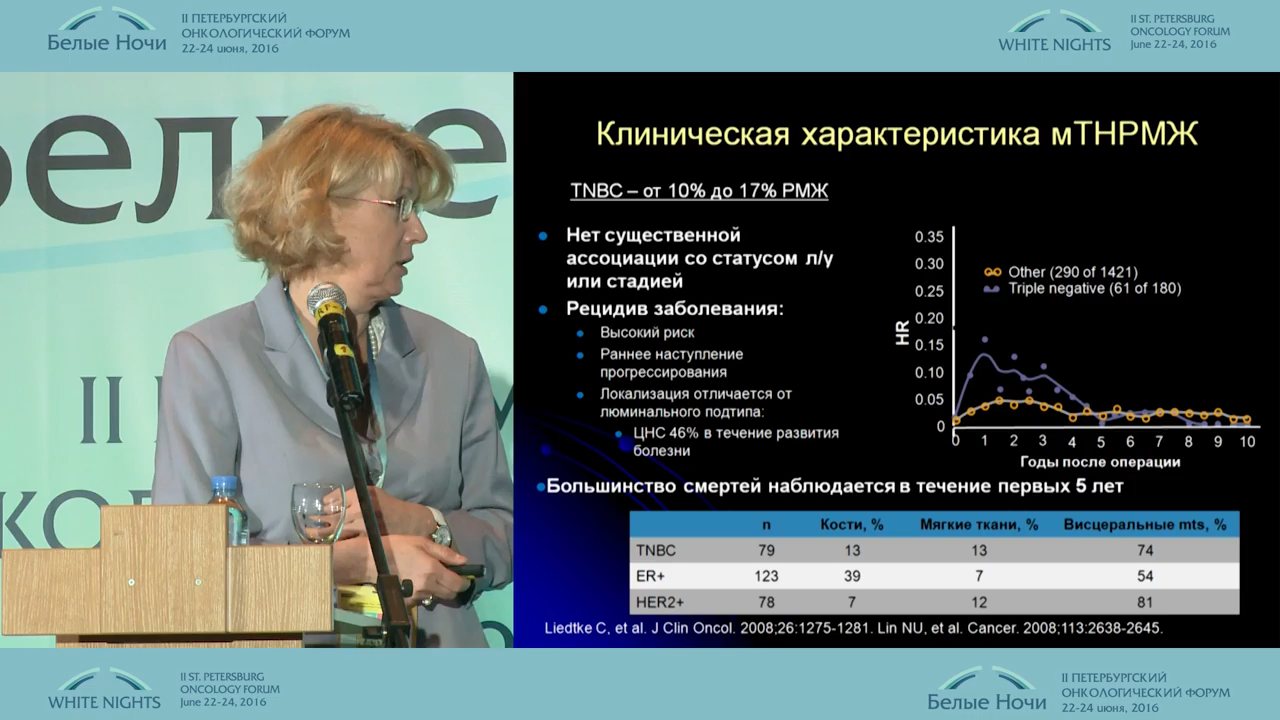 II ПЕТЕРБУРГСКИЙ
ОНКОЛОГИЧЕСКИЙ ФОРУМ
Белые Ночи
22-24 июня, 2016
II ST. PETERSBURG
ONCOLOGY FORUM
WHITE NIGHTS
June 22-24, 2016
Клиническая характеристика мТНРМЖ
TNBC – от 10% до 17% РМЖ
Нет существенной
ассоциации со статусом л/у
или стадией
Рецидив заболевания:
Высокий риск
Раннее наступление
прогрессирования
Локализация отличается от
люминального подтипа:
ЦНС 46% в течение развития
болезни
HR
0.35
0.30
0.25
0.20
0.15
0.10
0.05
0
Other (290 of 1421)
Triple negative (61 of 180)
0 1 2 3 4 5 6 7 8 9 10
Годы после операции
Большинство смертей наблюдается в течение первых 5 лет
n Кости, % Мягкие ткани, % Висцеральные mts, %
TNBC 79 13 13 74
ER+ 123 39 7 54
HER2+ 78 7 12 81
Liedtke C, et al. J Clin Oncol. 2008;26:1275-1281. Lin NU, et al. Cancer. 2008;113:2638-2645.
II ST. PETERSBURG
ONCOLOGY FORUM
WHITE NIGHTS
June 22-24, 2016
II ПЕТЕРБУРГСКИЙ
ОНКОЛОГИЧЕСКИЙ ФОРУМ
Белые Ночи
22-24 июня, 2016